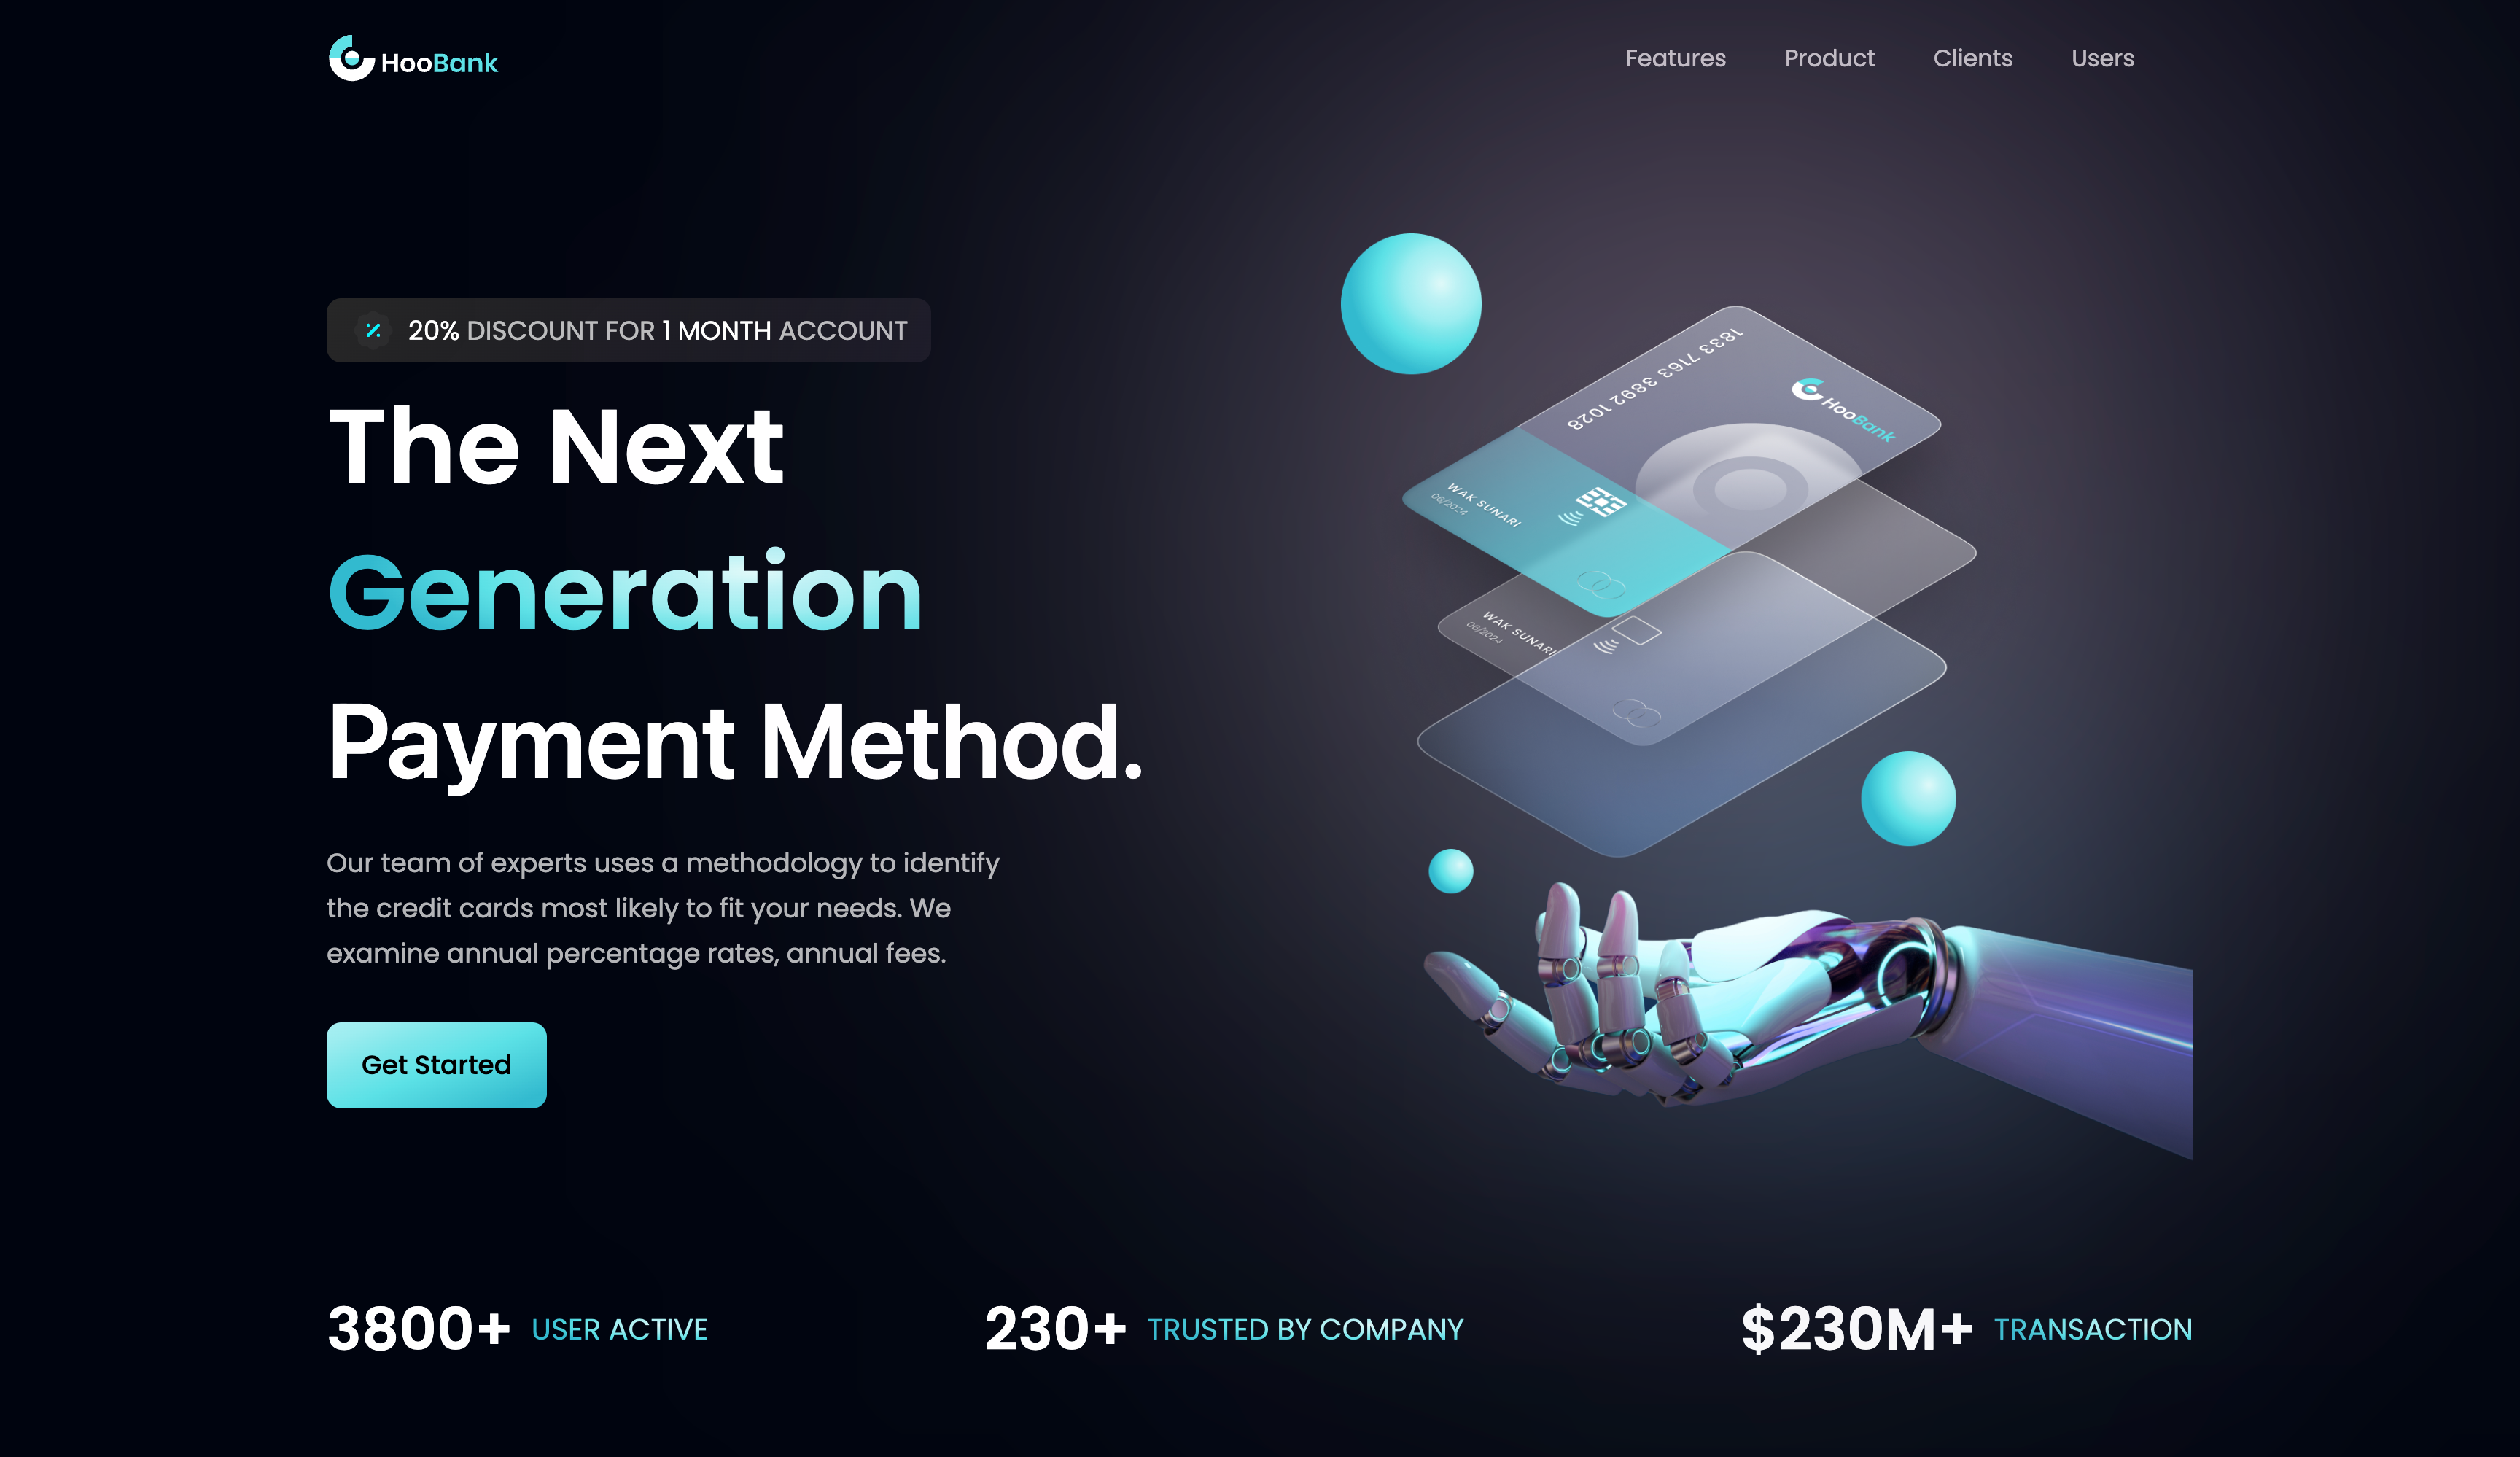 HooBank
Features Product Clients Users
20% DISCOUNT FOR 1 MONTH ACCOUNT
The Next
Generation
Payment Method.
Our team of experts uses a methodology to identify
the credit cards most likely to fit your needs. We
examine annual percentage rates, annual fees.
Get Started
1833 7163 3892 1028
HooBank
WAK SUNARI
06/2024
WAK SUNARI
06/2024
3800+ USER ACTIVE
230+ TRUSTED BY COMPANY
$230M+ TRANSACTION